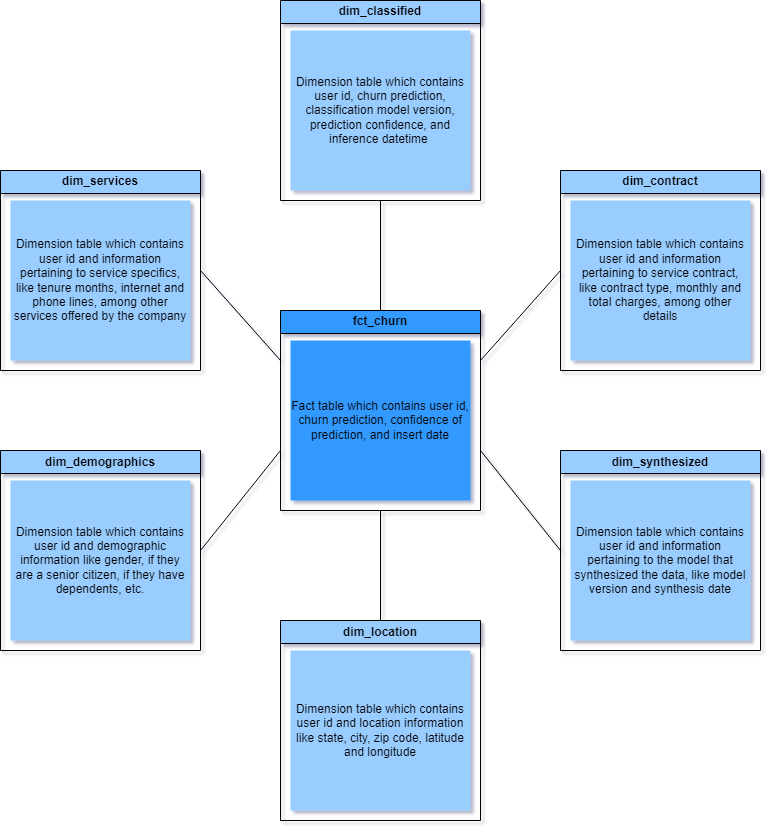 dim_classified
Dimension table which contains
user id, churn prediction,
classification model version,
prediction confidence, and
inference datetime
dim_services
Dimension table which contains
user id and information
pertaining to service specifics,
like tenure months, internet and
phone lines, among other
services offered by the company
dim_contract
Dimension table which contains
user id and information
pertaining to service contract,
like contract type, monthly and
total charges, among other
details
fct_churn
Fact table which contains user id,
churn prediction, confidence of
prediction, and insert date
dim_demographics
Dimension table which contains
user id and demographic
information like gender, if they
are a senior citizen, if they have
dependents, etc.
dim_synthesized
Dimension table which contains
user id and information
pertaining to the model that
synthesized the data, like model
version and synthesis date
dim_location
Dimension table which contains
user id and location information
like state, city, zip code, latitude
and longitude